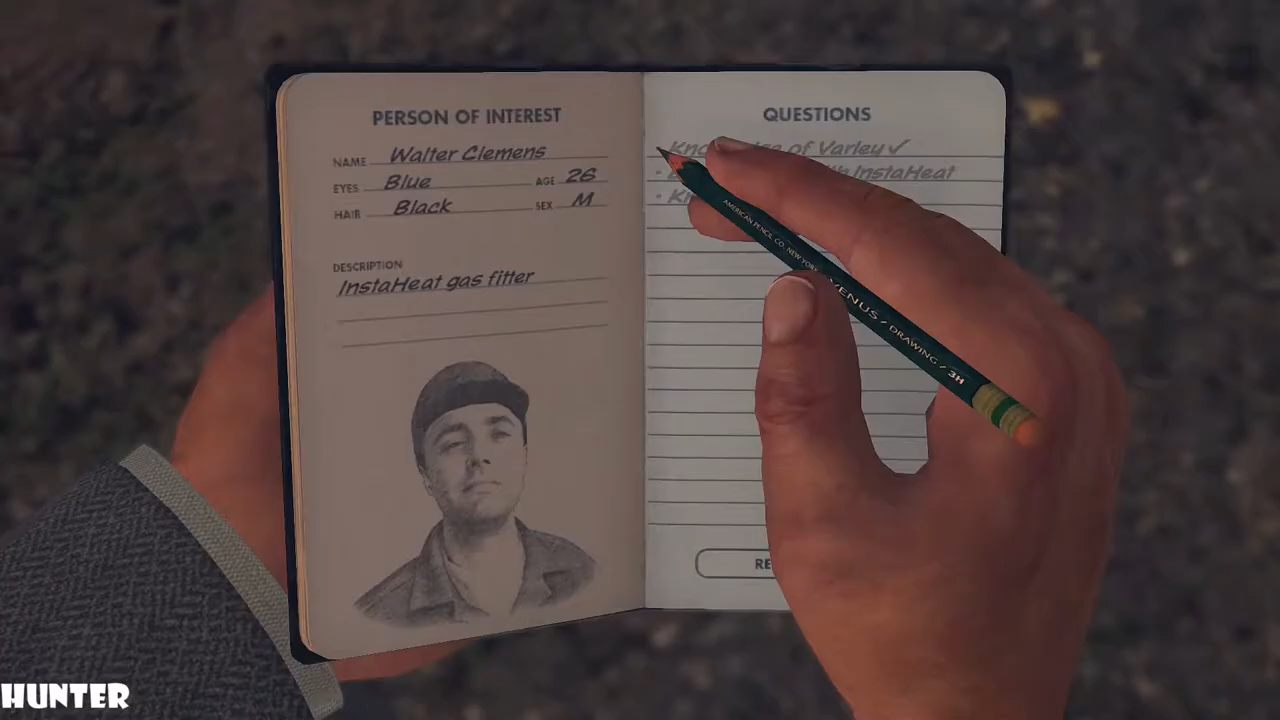 PERSON OF INTEREST
NAME Walter Clemens
EYES Blue AGE 26
HAIR Black SEX M
DESCRIPTION
InstaHeat gas fitter
QUESTIONS
of Varley ✓
InstaHeat
AMERICAN PENCIL CO. NEW YORK VENUS / DRAWING / 3H
HUNTER